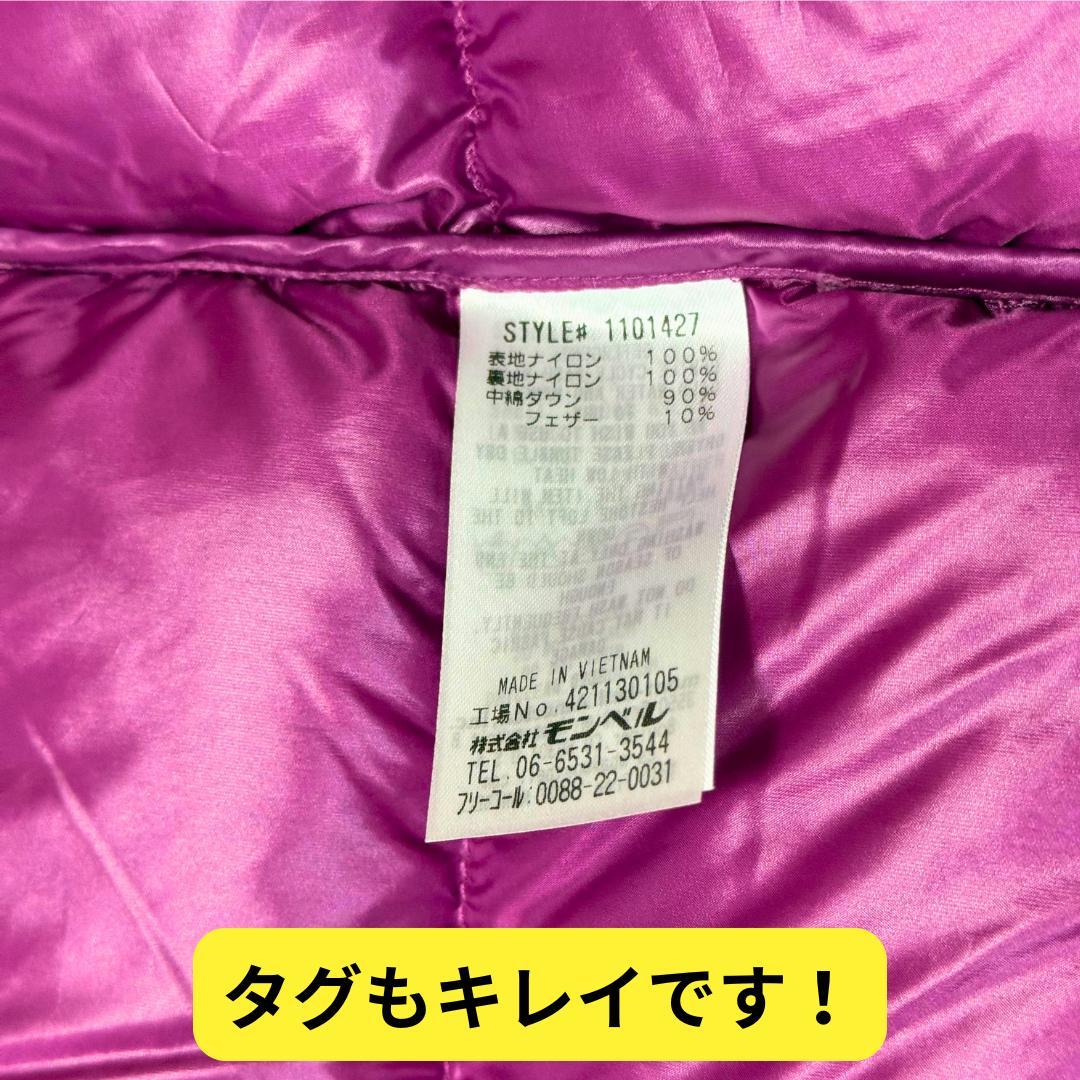 STYLE# 1101427
表地ナイロン 100%
裏地ナイロン 100%
中綿ダウン 90%
フェザー 10%
MADE IN VIETNAM
工場No.421130105
株式会社モンベル
TEL.06-6531-3544
フリーコール:0088-22-0031
タグもキレイです！